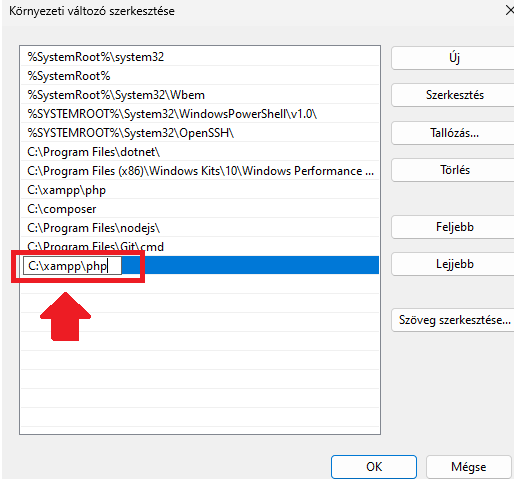 Környezeti változó szerkesztése
%SystemRoot%\system32
%SystemRoot%
%SystemRoot%\System32\Wbem
%SYSTEMROOT%\System32\WindowsPowerShell\v1.0\
%SYSTEMROOT%\System32\OpenSSH\
C:\Program Files\dotnet\
C:\Program Files (x86)\Windows Kits\10\Windows Performance ...
C:\xampp\php
C:\composer
C:\Program Files\nodejs\
C:\Program Files\Git\cmd
C:\xampp\php
Új
Szerkesztés
Tallózás...
Törlés
Feljebb
Lejjebb
Szöveg szerkesztése...
OK
Mégse